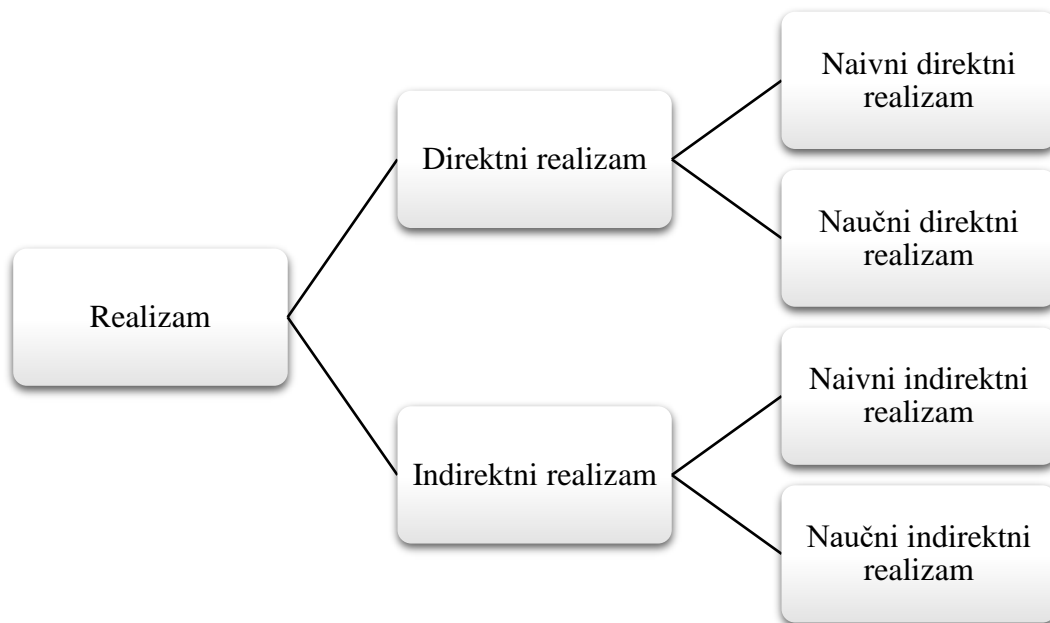 Realizam
Direktni realizam
Naivni direktni
realizam
Naučni direktni
realizam
Indirektni realizam
Naivni indirektni
realizam
Naučni indirektni
realizam